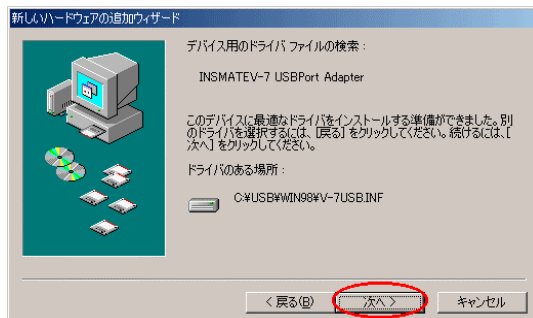 新しいハードウェアの追加ウィザード
デバイス用のドライバ ファイルの検索 :
INSMATEV-7 USBPort Adapter
このデバイスに最適なドライバをインストールする準備ができました。別
のドライバを選択するには、[戻る] をクリックしてください。続けるには、[
次へ] をクリックしてください。
ドライバのある場所 :
C:¥USB¥WIN98¥V-7USB.INF
< 戻る(B)
次へ >
キャンセル